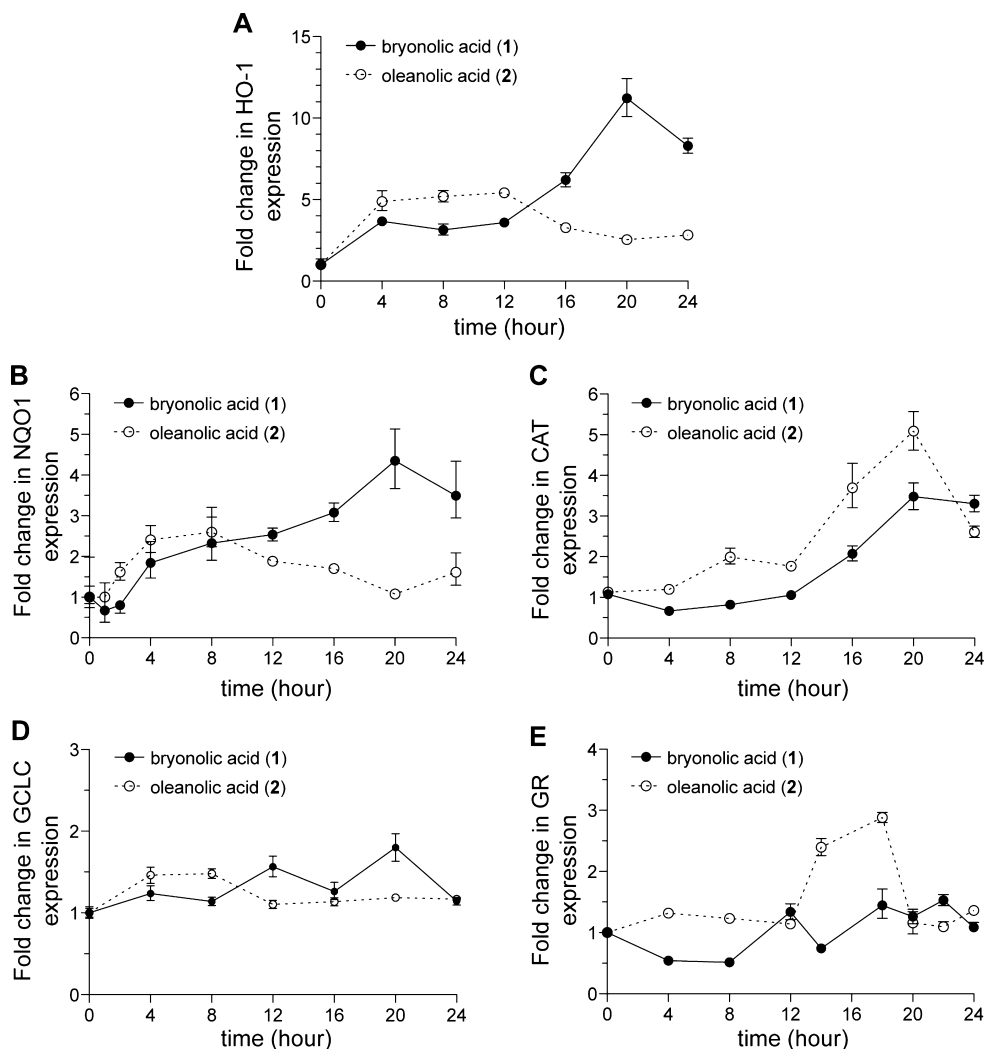 A
Fold change in HO-1
expression
15
10
5
0
bryonolic acid (1)
oleanolic acid (2)
0 4 8 12 16 20 24
time (hour)
B
Fold change in NQO1
expression
6
5
4
3
2
1
0
bryonolic acid (1)
oleanolic acid (2)
0 4 8 12 16 20 24
time (hour)
C
Fold change in CAT
expression
6
5
4
3
2
1
0
bryonolic acid (1)
oleanolic acid (2)
0 4 8 12 16 20 24
time (hour)
D
Fold change in GCLC
expression
3
2
1
0
bryonolic acid (1)
oleanolic acid (2)
0 4 8 12 16 20 24
time (hour)
E
Fold change in GR
expression
4
3
2
1
0
bryonolic acid (1)
oleanolic acid (2)
0 4 8 12 16 20 24
time (hour)